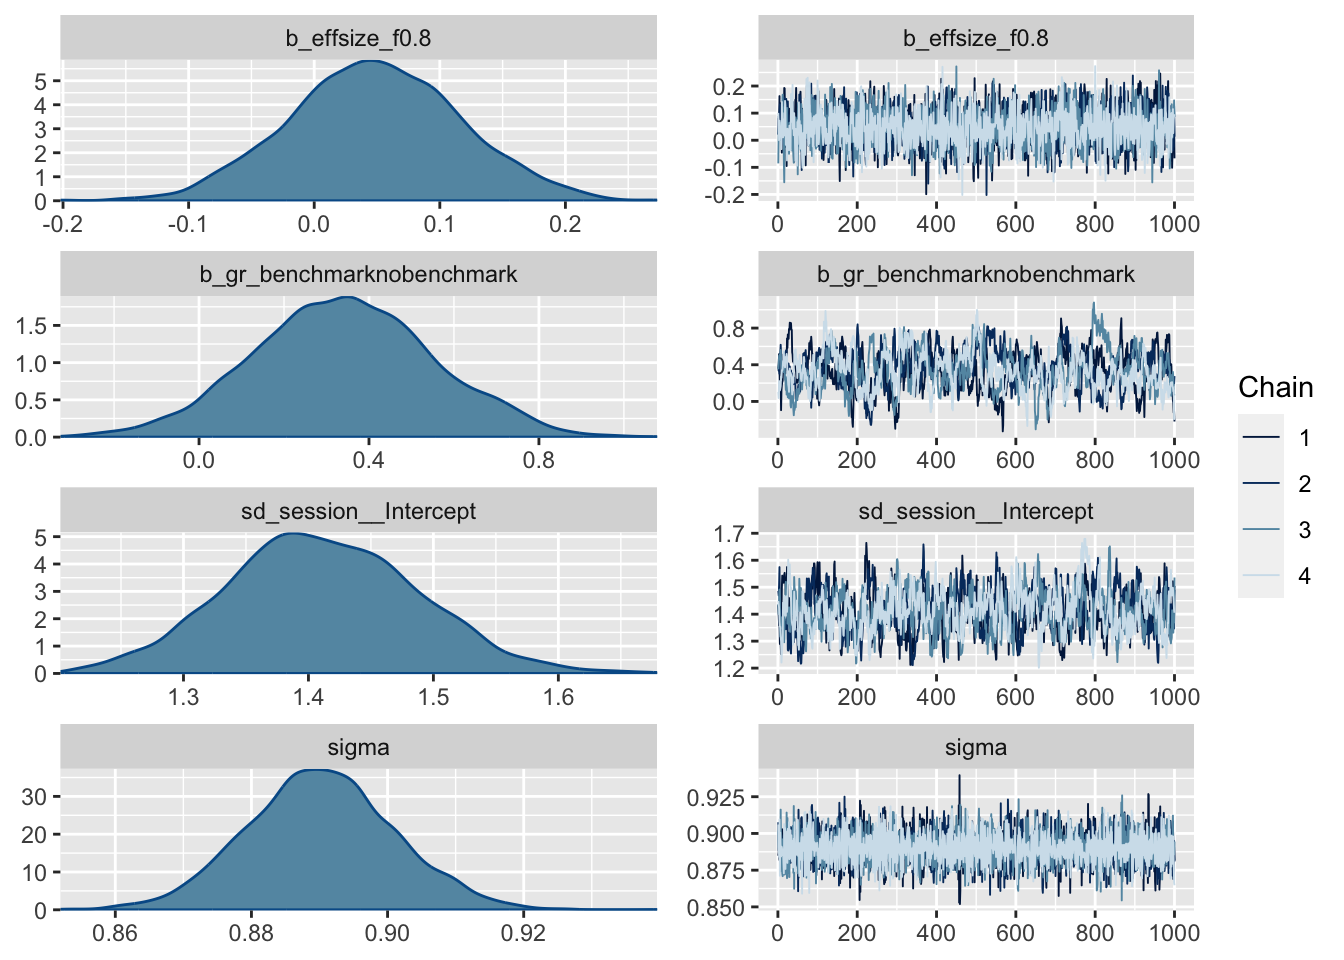 b_effsize_f0.8
5
4
3
2
1
0
-0.2 -0.1 0.0 0.1 0.2
b_effsize_f0.8
0.2
0.1
0.0
-0.1
-0.2
0 200 400 600 800 1000
b_gr_benchmarknobenchmark
1.5
1.0
0.5
0.0
0.0 0.4 0.8
b_gr_benchmarknobenchmark
0.8
0.4
0.0
0 200 400 600 800 1000
sd_session__Intercept
5
4
3
2
1
0
1.3 1.4 1.5 1.6
sd_session__Intercept
1.7
1.6
1.5
1.4
1.3
1.2
0 200 400 600 800 1000
sigma
30
20
10
0
0.86 0.88 0.90 0.92
sigma
0.925
0.900
0.875
0.850
0 200 400 600 800 1000
Chain
1
2
3
4